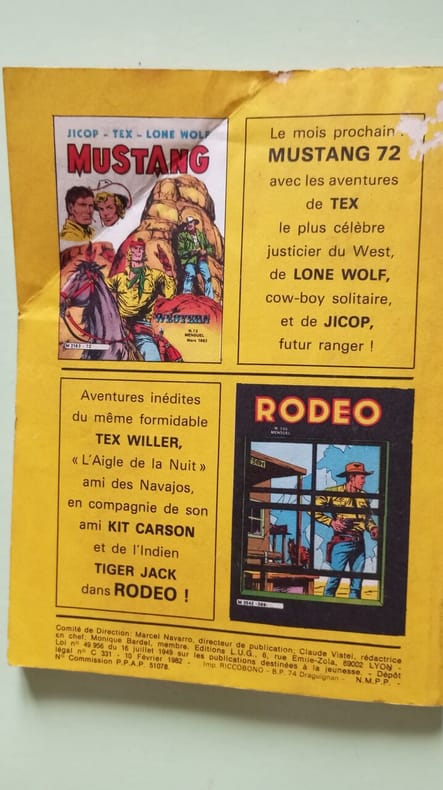 JICOP - TEX - LONE WOLF
MUSTANG
WESTERN
MENSUEL
Mars 1982
Le mois prochain :
MUSTANG 72
avec les aventures
de TEX
le plus célèbre
justicier du West,
de LONE WOLF,
cow-boy solitaire,
et de JICOP,
futur ranger !
Aventures inédites
du même formidable
TEX WILLER,
« L'Aigle de la Nuit »
ami des Navajos,
en compagnie de son
ami KIT CARSON
et de l'Indien
TIGER JACK
dans RODEO !
RODEO
MENSUEL
Comité de Direction: Marcel Navarro, directeur de publication; Claude Vistel, rédactrice
en chef; Monique Bardel, membre. Editions L.U.G., 6, rue Émile-Zola, 69002 LYON
Loi n° 49.956 du 16 juillet 1949 sur les publications destinées à la jeunesse. - Dépôt
légal n° C 331 - 10 Février 1982 - Imp. RICCOBONO - B.P. 74 Draguignan - N.M.P.P. -
N° Commission P.P.A.P. 51078.